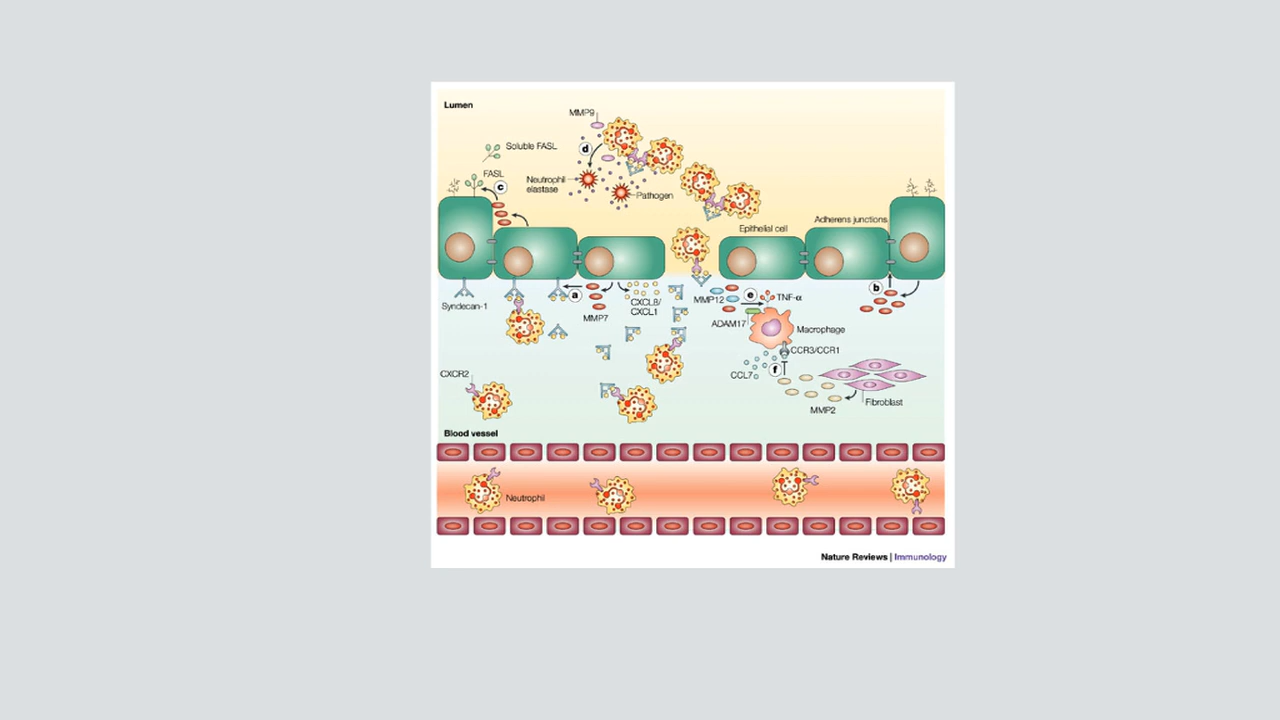 Lumen
MMP9
Soluble FASL
d
FASL
Neutrophil
elastase
c
Pathogen
Adherens junctions
Epithelial cell
Syndecan-1
a
MMP7
CXCL8/
CXCL1
MMP12
e
TNF-α
b
ADAM17
Macrophage
CCR3/CCR1
CXCR2
CCL7
f
MMP2
Fibroblast
Blood vessel
Neutrophil
Nature Reviews | Immunology